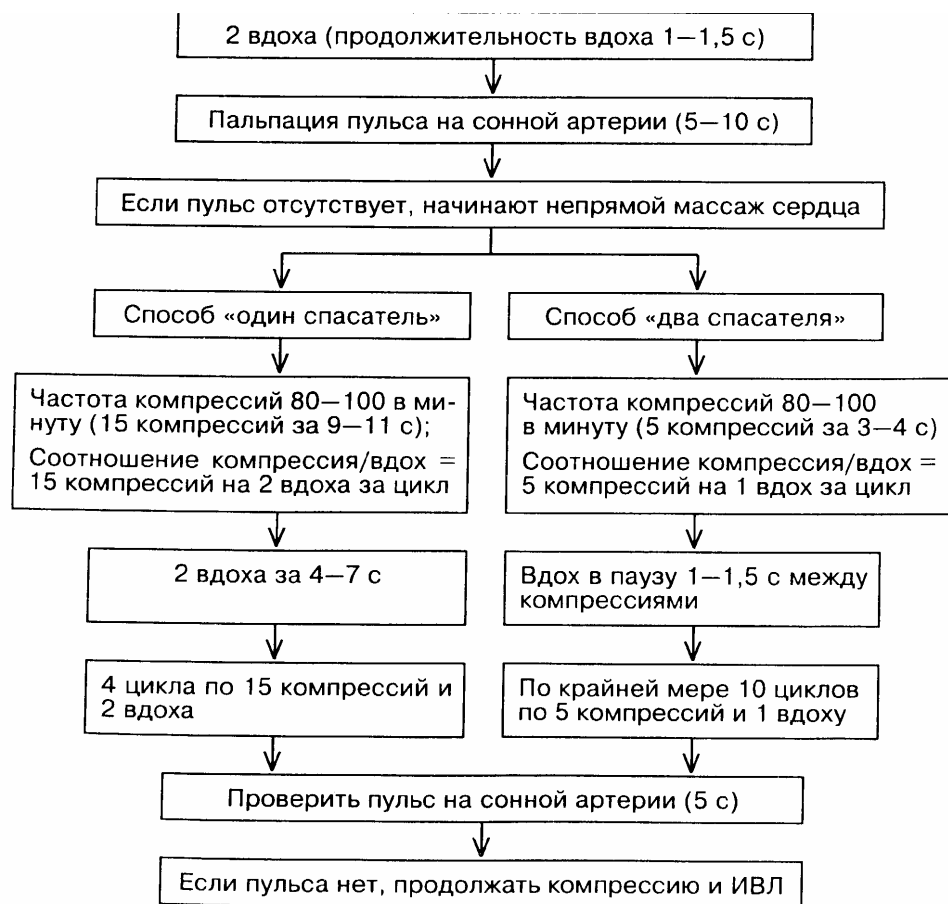 2 вдоха (продолжительность вдоха 1—1,5 с)
Пальпация пульса на сонной артерии (5—10 с)
Если пульс отсутствует, начинают непрямой массаж сердца
Способ «один спасатель»
Частота компрессий 80—100 в ми-
нуту (15 компрессий за 9—11 с);
Соотношение компрессия/вдох =
15 компрессий на 2 вдоха за цикл
2 вдоха за 4—7 с
4 цикла по 15 компрессий и
2 вдоха
Способ «два спасателя»
Частота компрессий 80—100
в минуту (5 компрессий за 3—4 с)
Соотношение компрессия/вдох =
5 компрессий на 1 вдох за цикл
Вдох в паузу 1—1,5 с между
компрессиями
По крайней мере 10 циклов
по 5 компрессий и 1 вдоху
Проверить пульс на сонной артерии (5 с)
Если пульса нет, продолжать компрессию и ИВЛ